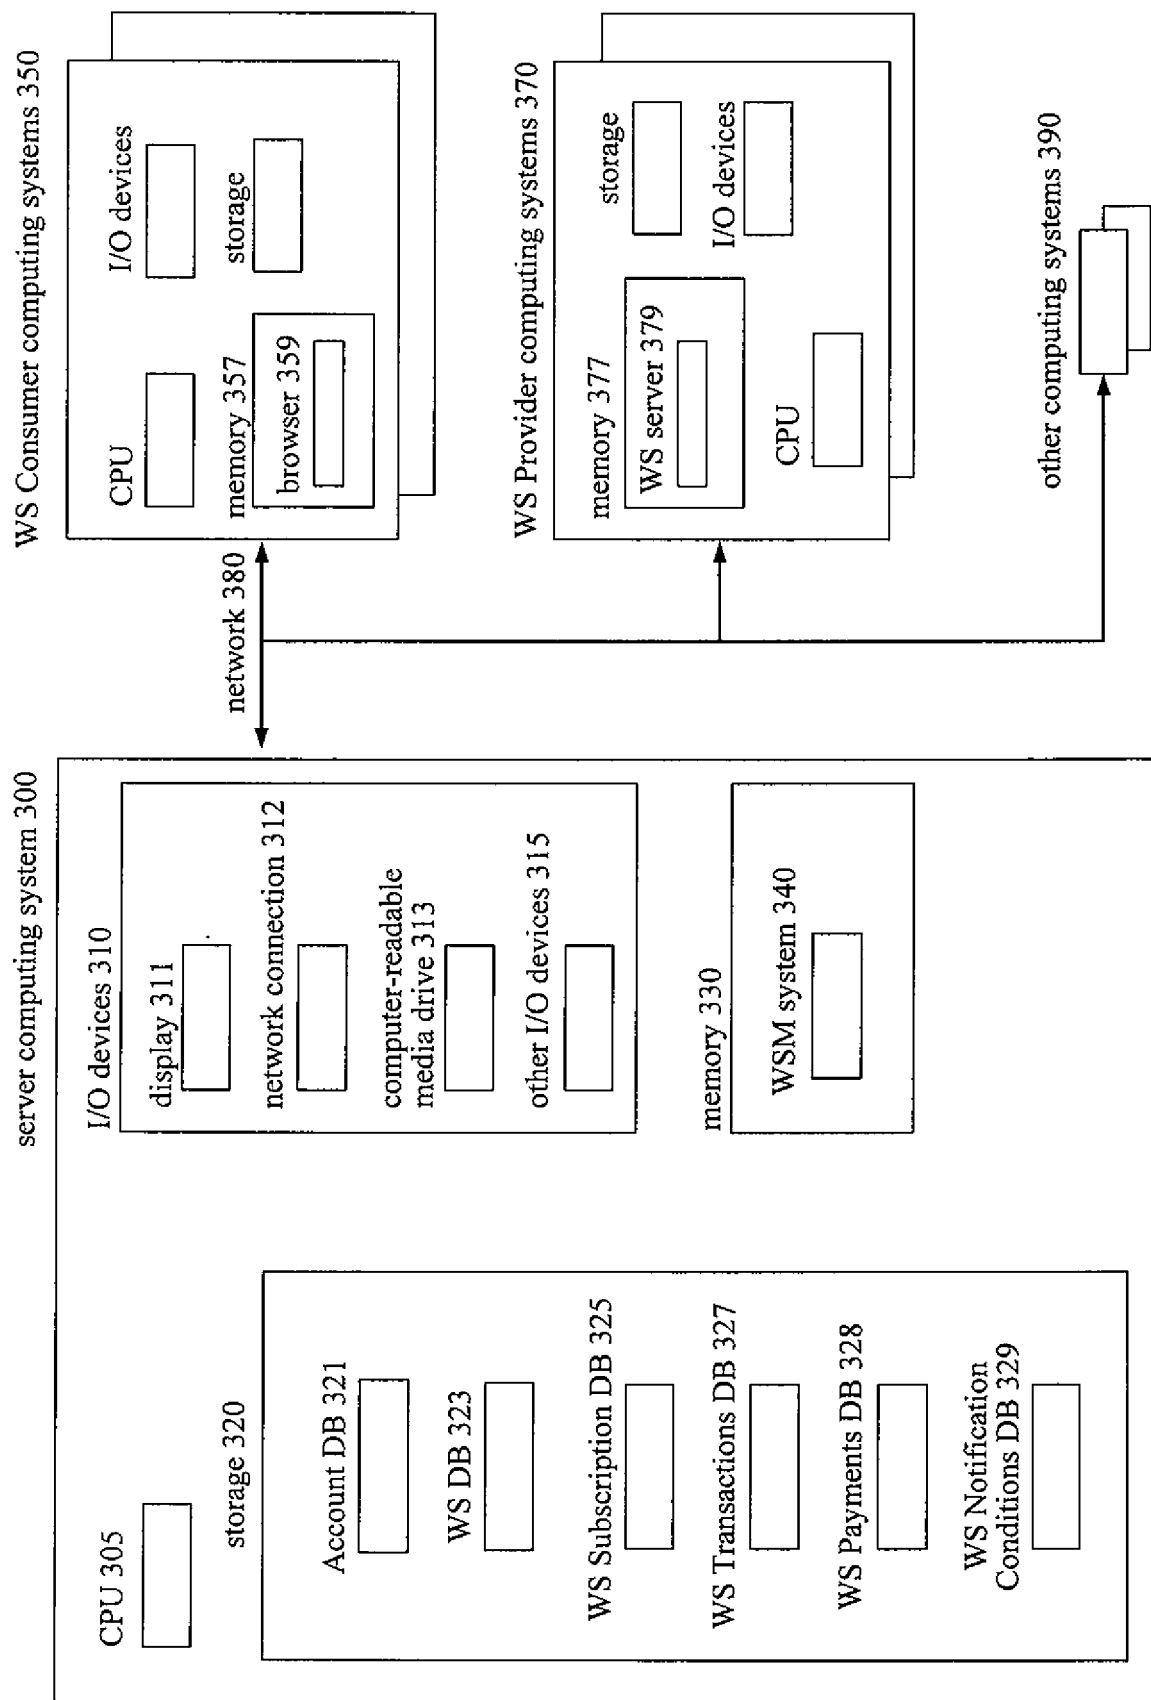 server computing system 300
CPU 305
I/O devices 310
display 311
network connection 312
computer-readable
media drive 313
other I/O devices 315
storage 320
Account DB 321
WS DB 323
WS Subscription DB 325
WS Transactions DB 327
WS Payments DB 328
WS Notification
Conditions DB 329
memory 330
WSM system 340
network 380
WS Consumer computing systems 350
CPU
I/O devices
memory 357
browser 359
storage
WS Provider computing systems 370
memory 377
WS server 379
storage
I/O devices
CPU
other computing systems 390